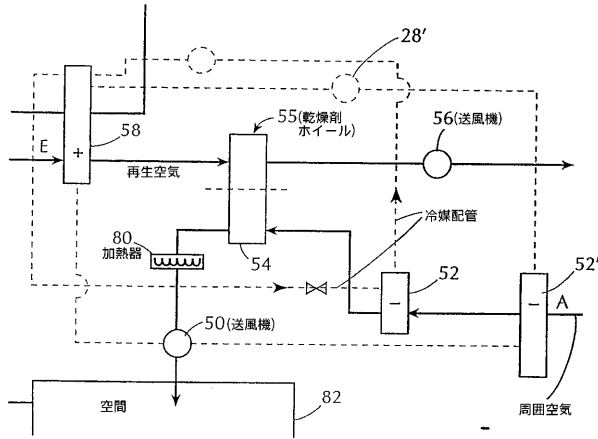 28'
58
55(乾燥剤
ホイール)
56(送風機)
E
+
再生空気
80
加熱器
54
冷媒配管
52
52'
−
−
A
50(送風機)
空間
82
周囲空気